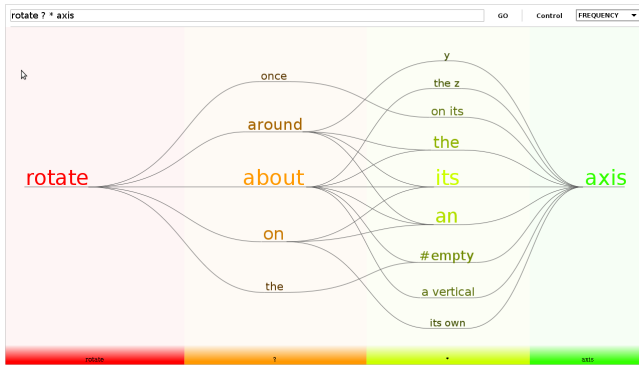 rotate ? * axis GO Control FREQUENCY
y
once
the z
on its
around
the
rotate about its axis
an
on
#empty
the
a vertical
its own
rotate ? * axis